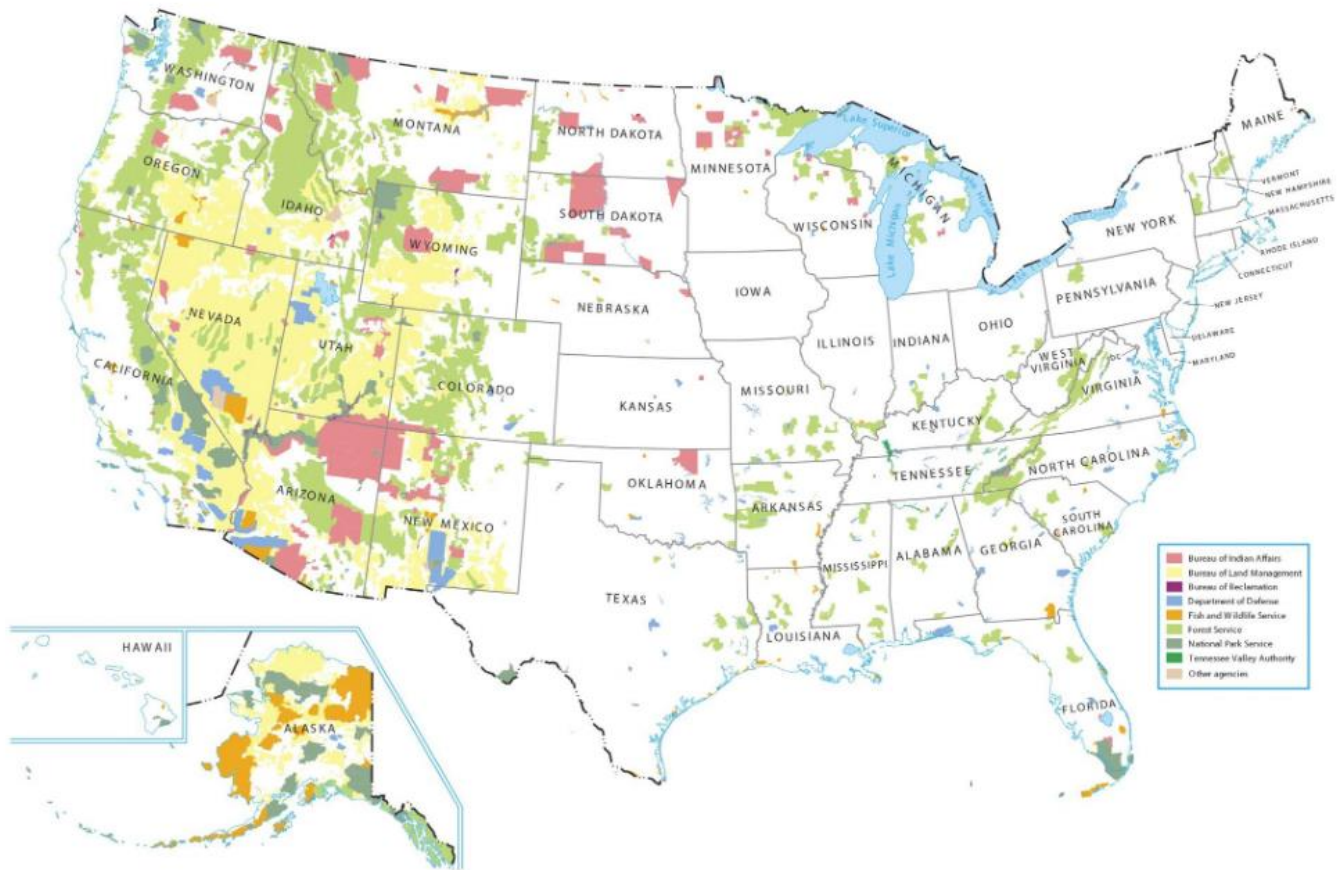 WASHINGTON
MONTANA
NORTH DAKOTA
MINNESOTA
Lake Superior
MICHIGAN
MAINE
OREGON
IDAHO
WYOMING
SOUTH DAKOTA
WISCONSIN
Lake Michigan
VERMONT
NEW HAMPSHIRE
MASSACHUSETTS
NEW YORK
RHODE ISLAND
CONNECTICUT
NEVADA
UTAH
COLORADO
NEBRASKA
IOWA
ILLINOIS
INDIANA
OHIO
PENNSYLVANIA
NEW JERSEY
DELAWARE
MARYLAND
DC
WEST
VIRGINIA
VIRGINIA
CALIFORNIA
KANSAS
MISSOURI
KENTUCKY
ARIZONA
NEW MEXICO
OKLAHOMA
ARKANSAS
TENNESSEE
NORTH CAROLINA
SOUTH
CAROLINA
TEXAS
LOUISIANA
MISSISSIPPI
ALABAMA
GEORGIA
FLORIDA
HAWAII
ALASKA
Bureau of Indian Affairs
Bureau of Land Management
Bureau of Reclamation
Department of Defense
Fish and Wildlife Service
Forest Service
National Park Service
Tennessee Valley Authority
Other agencies